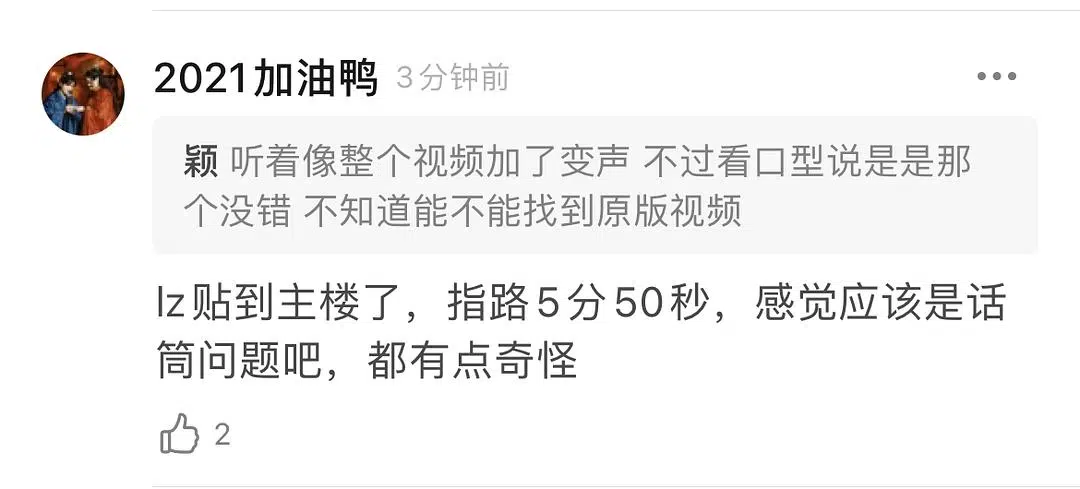 2021加油鸭 3分钟前
颖 听着像整个视频加了变声 不过看口型说是是那
个没错 不知道能不能找到原版视频
lz贴到主楼了，指路5分50秒，感觉应该是话
筒问题吧，都有点奇怪
2